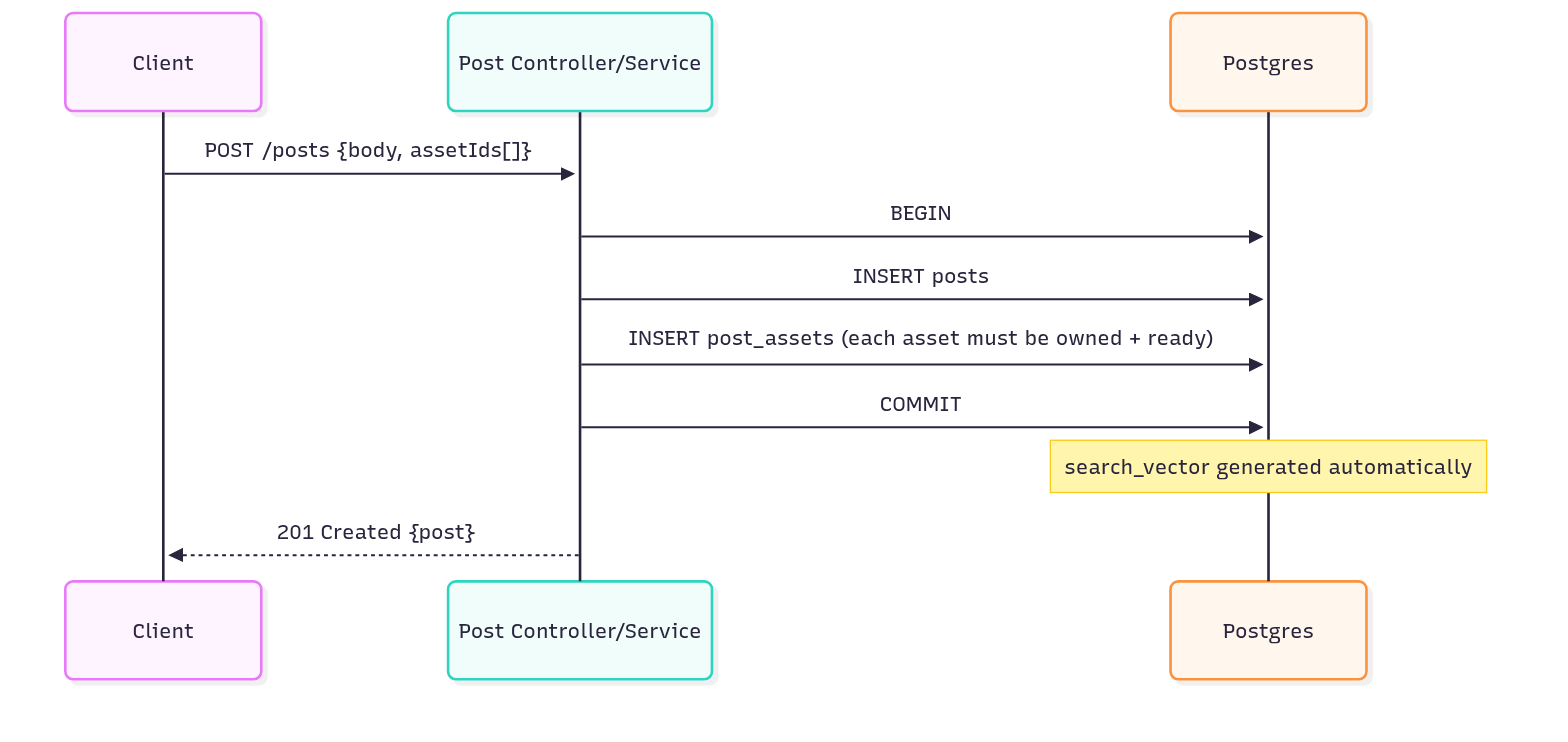 Client
Post Controller/Service
Postgres
POST /posts {body, assetIds[]}
BEGIN
INSERT posts
INSERT post_assets (each asset must be owned + ready)
COMMIT
search_vector generated automatically
201 Created {post}
Client
Post Controller/Service
Postgres